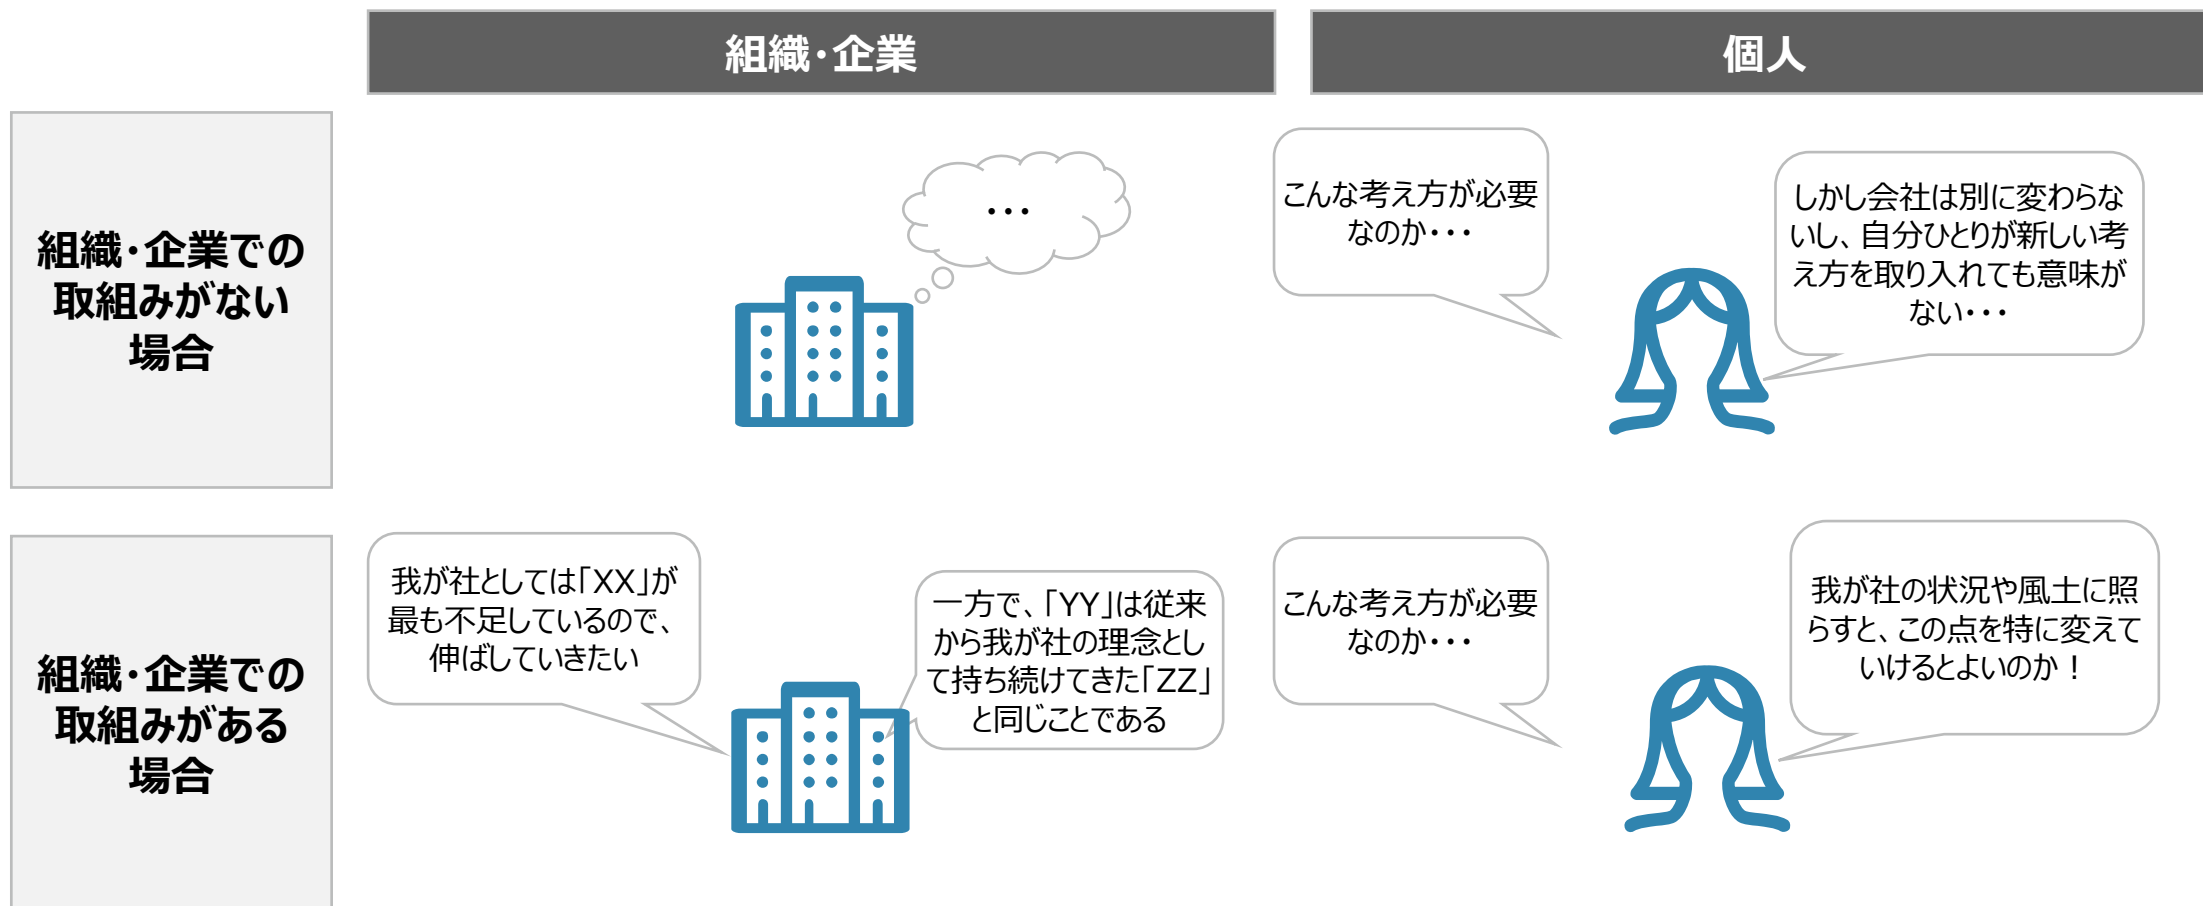 組織・企業
個人
組織・企業での
取組みがない
場合
・・・
こんな考え方が必要
なのか・・・
しかし会社は別に変わらな
いし、自分ひとりが新しい考
え方を取り入れても意味が
ない・・・
組織・企業での
取組みがある
場合
我が社としては「XX」が
最も不足しているので、
伸ばしていきたい
一方で、「YY」は従来
から我が社の理念とし
て持ち続けてきた「ZZ」
と同じことである
こんな考え方が必要
なのか・・・
我が社の状況や風土に照
らすと、この点を特に変えて
いけるとよいのか！